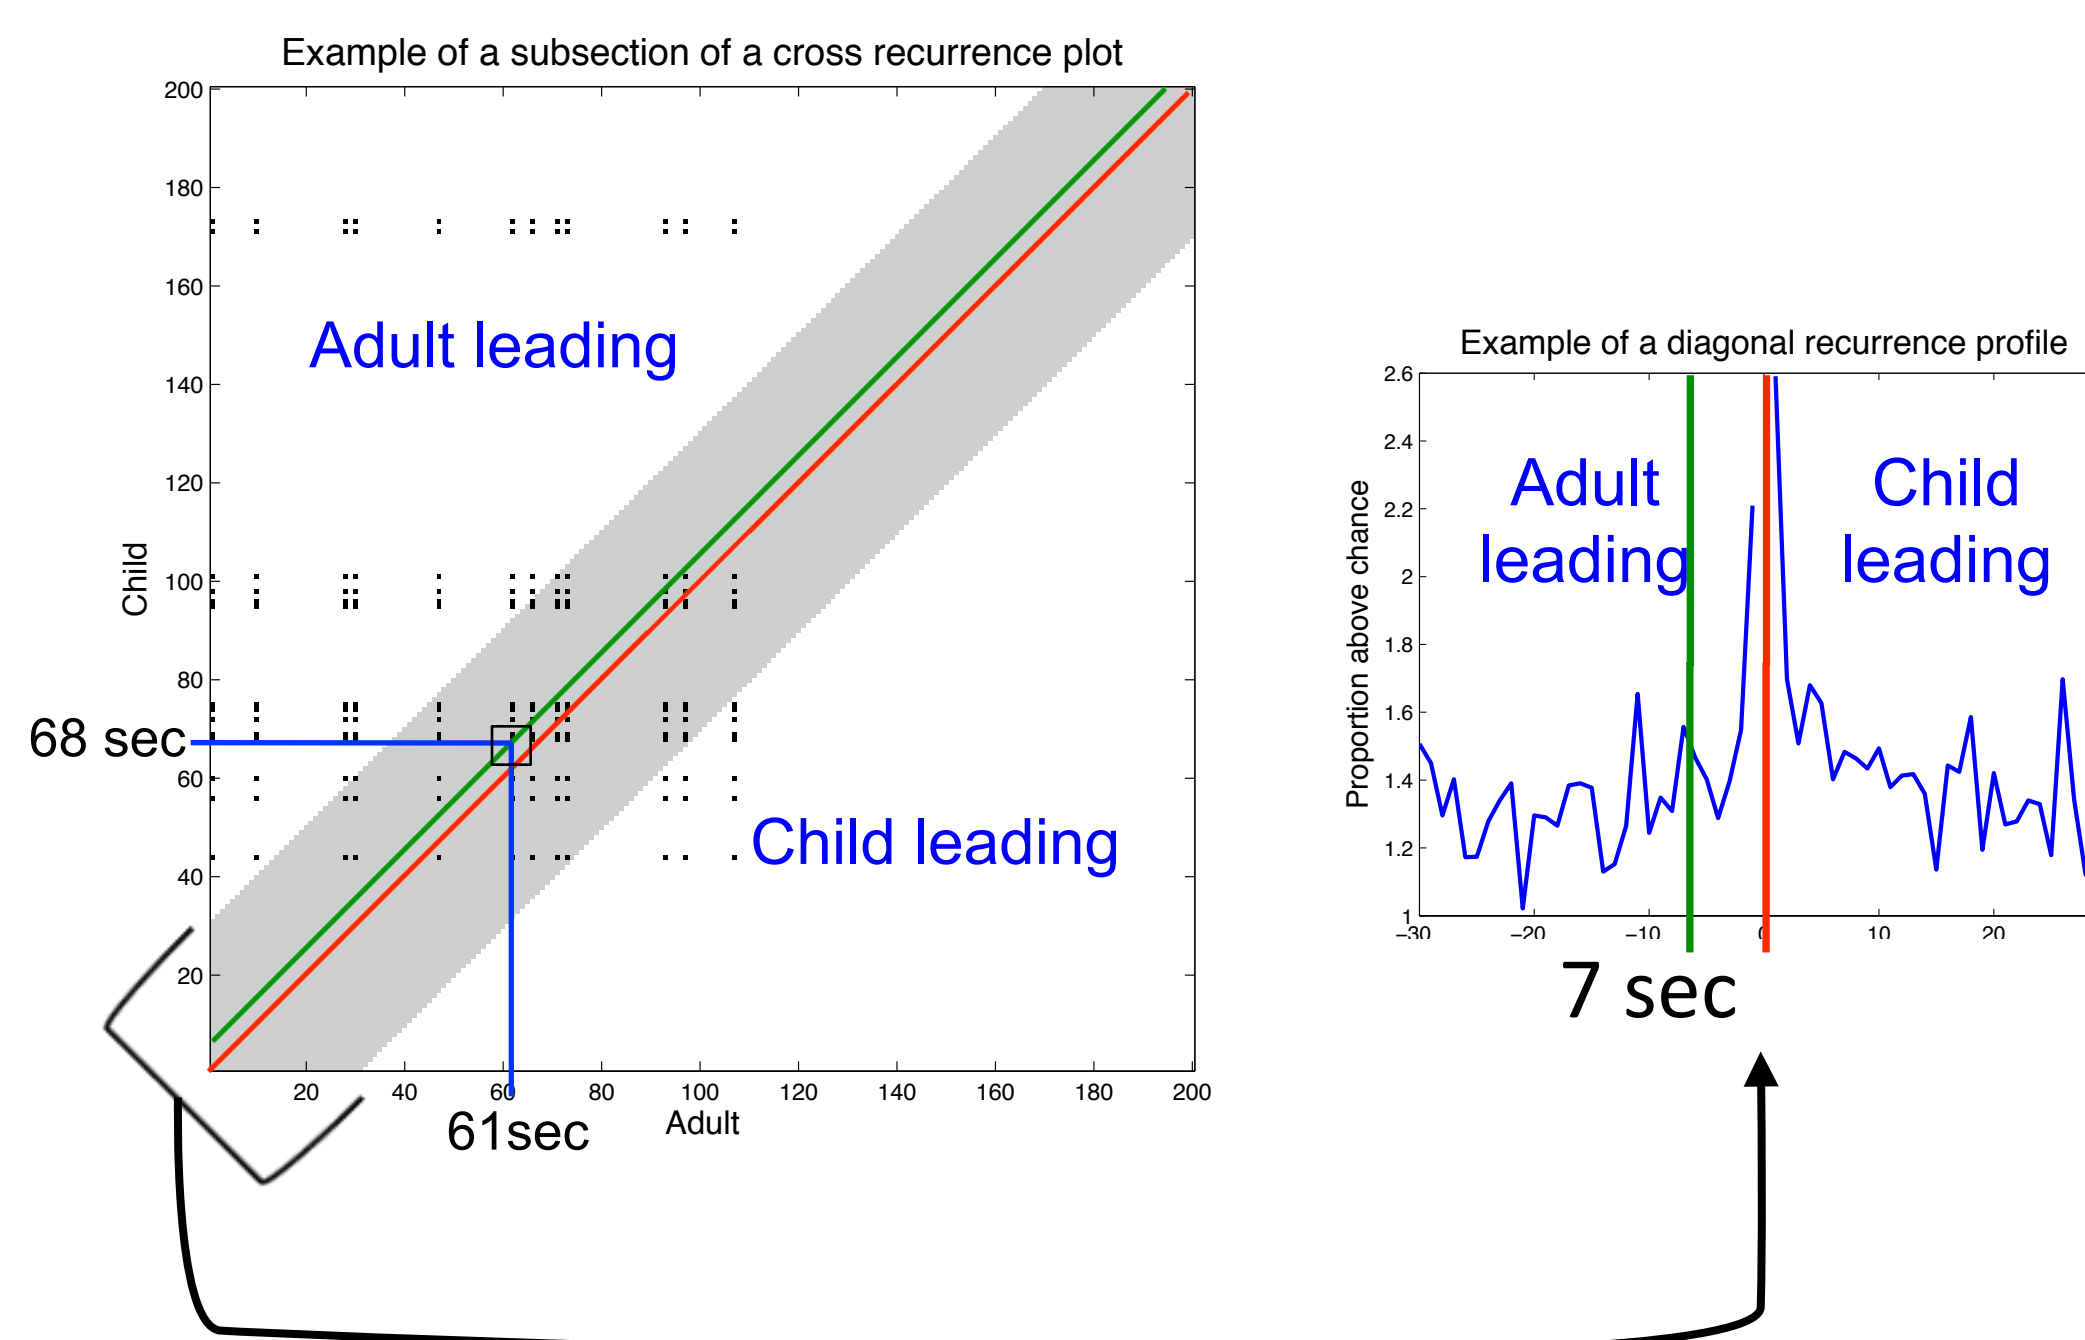 Example of a subsection of a cross recurrence plot
200
180
160
140
120
100
80
60
40
20
Child
Adult leading
Child leading
68 sec
20 40 60 80 100 120 140 160 180 200
61sec
Adult
Example of a diagonal recurrence profile
2.6
2.4
2.2
2
1.8
1.6
1.4
1.2
1
Proportion above chance
Adult
leading
Child
leading
−30 −20 −10 0 10 20
7 sec